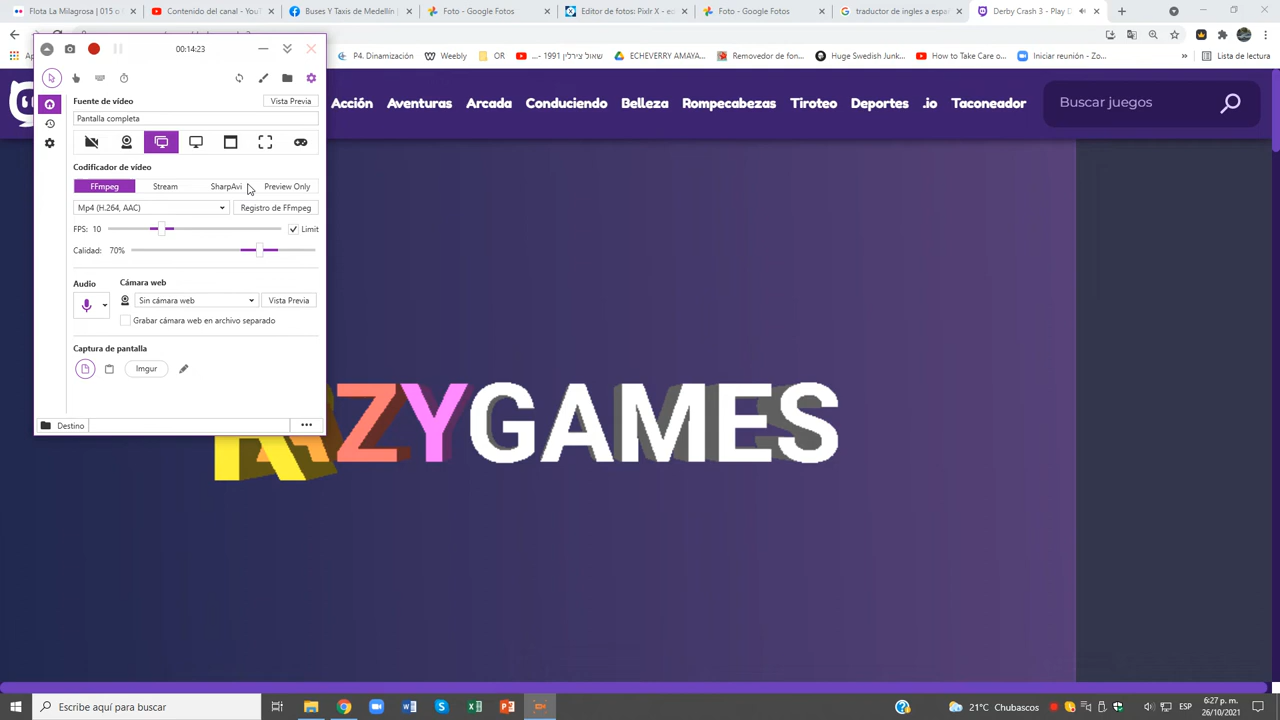 Flota La Milagrosa | 015 o l
Contenido del canal - YouT
Buses Y Taxis de Medellín |
Foto - Google Fotos
Editor de fotos: Pixlr X - e
Foto - Google Fotos
traductor de ingles a espa
Derby Crash 3 - Play D
P4. Dinamización
Weebly
OR
שאול צירלין 1991 -...
ECHEVERRY AMAYA...
Removedor de fon...
Huge Swedish Junk...
How to Take Care o...
Iniciar reunión - Zo...
»
Lista de lectura
00:14:23
Acción
Aventuras
Arcada
Conduciendo
Belleza
Rompecabezas
Tiroteo
Deportes
.io
Taconeador
Buscar juegos
Fuente de vídeo
Vista Previa
Pantalla completa
Codificador de vídeo
FFmpeg
Stream
SharpAvi
Preview Only
Mp4 (H.264, AAC)
Registro de FFmpeg
FPS: 10
Limit
Calidad: 70%
Audio
Cámara web
Sin cámara web
Vista Previa
Grabar cámara web en archivo separado
Captura de pantalla
Imgur
Destino
...
AZYGAMES
Escribe aquí para buscar
21°C Chubascos
ESP
6:27 p. m.
26/10/2021